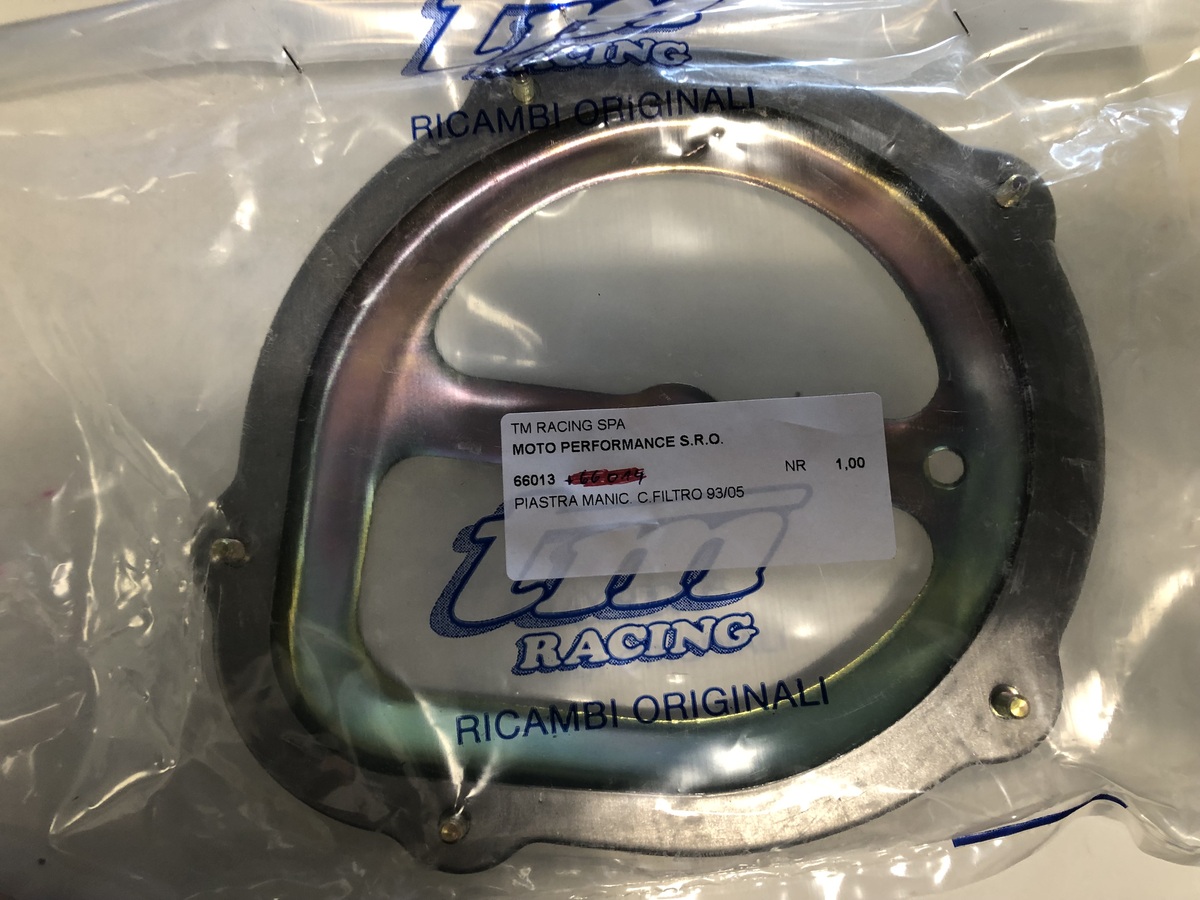 tm
RACING
RICAMBI ORIGINALI
TM RACING SPA
MOTO PERFORMANCE S.R.O.
66013 +66014
NR 1,00
PIASTRA MANIC. C.FILTRO 93/05
tm
RACING
RICAMBI ORIGINALI